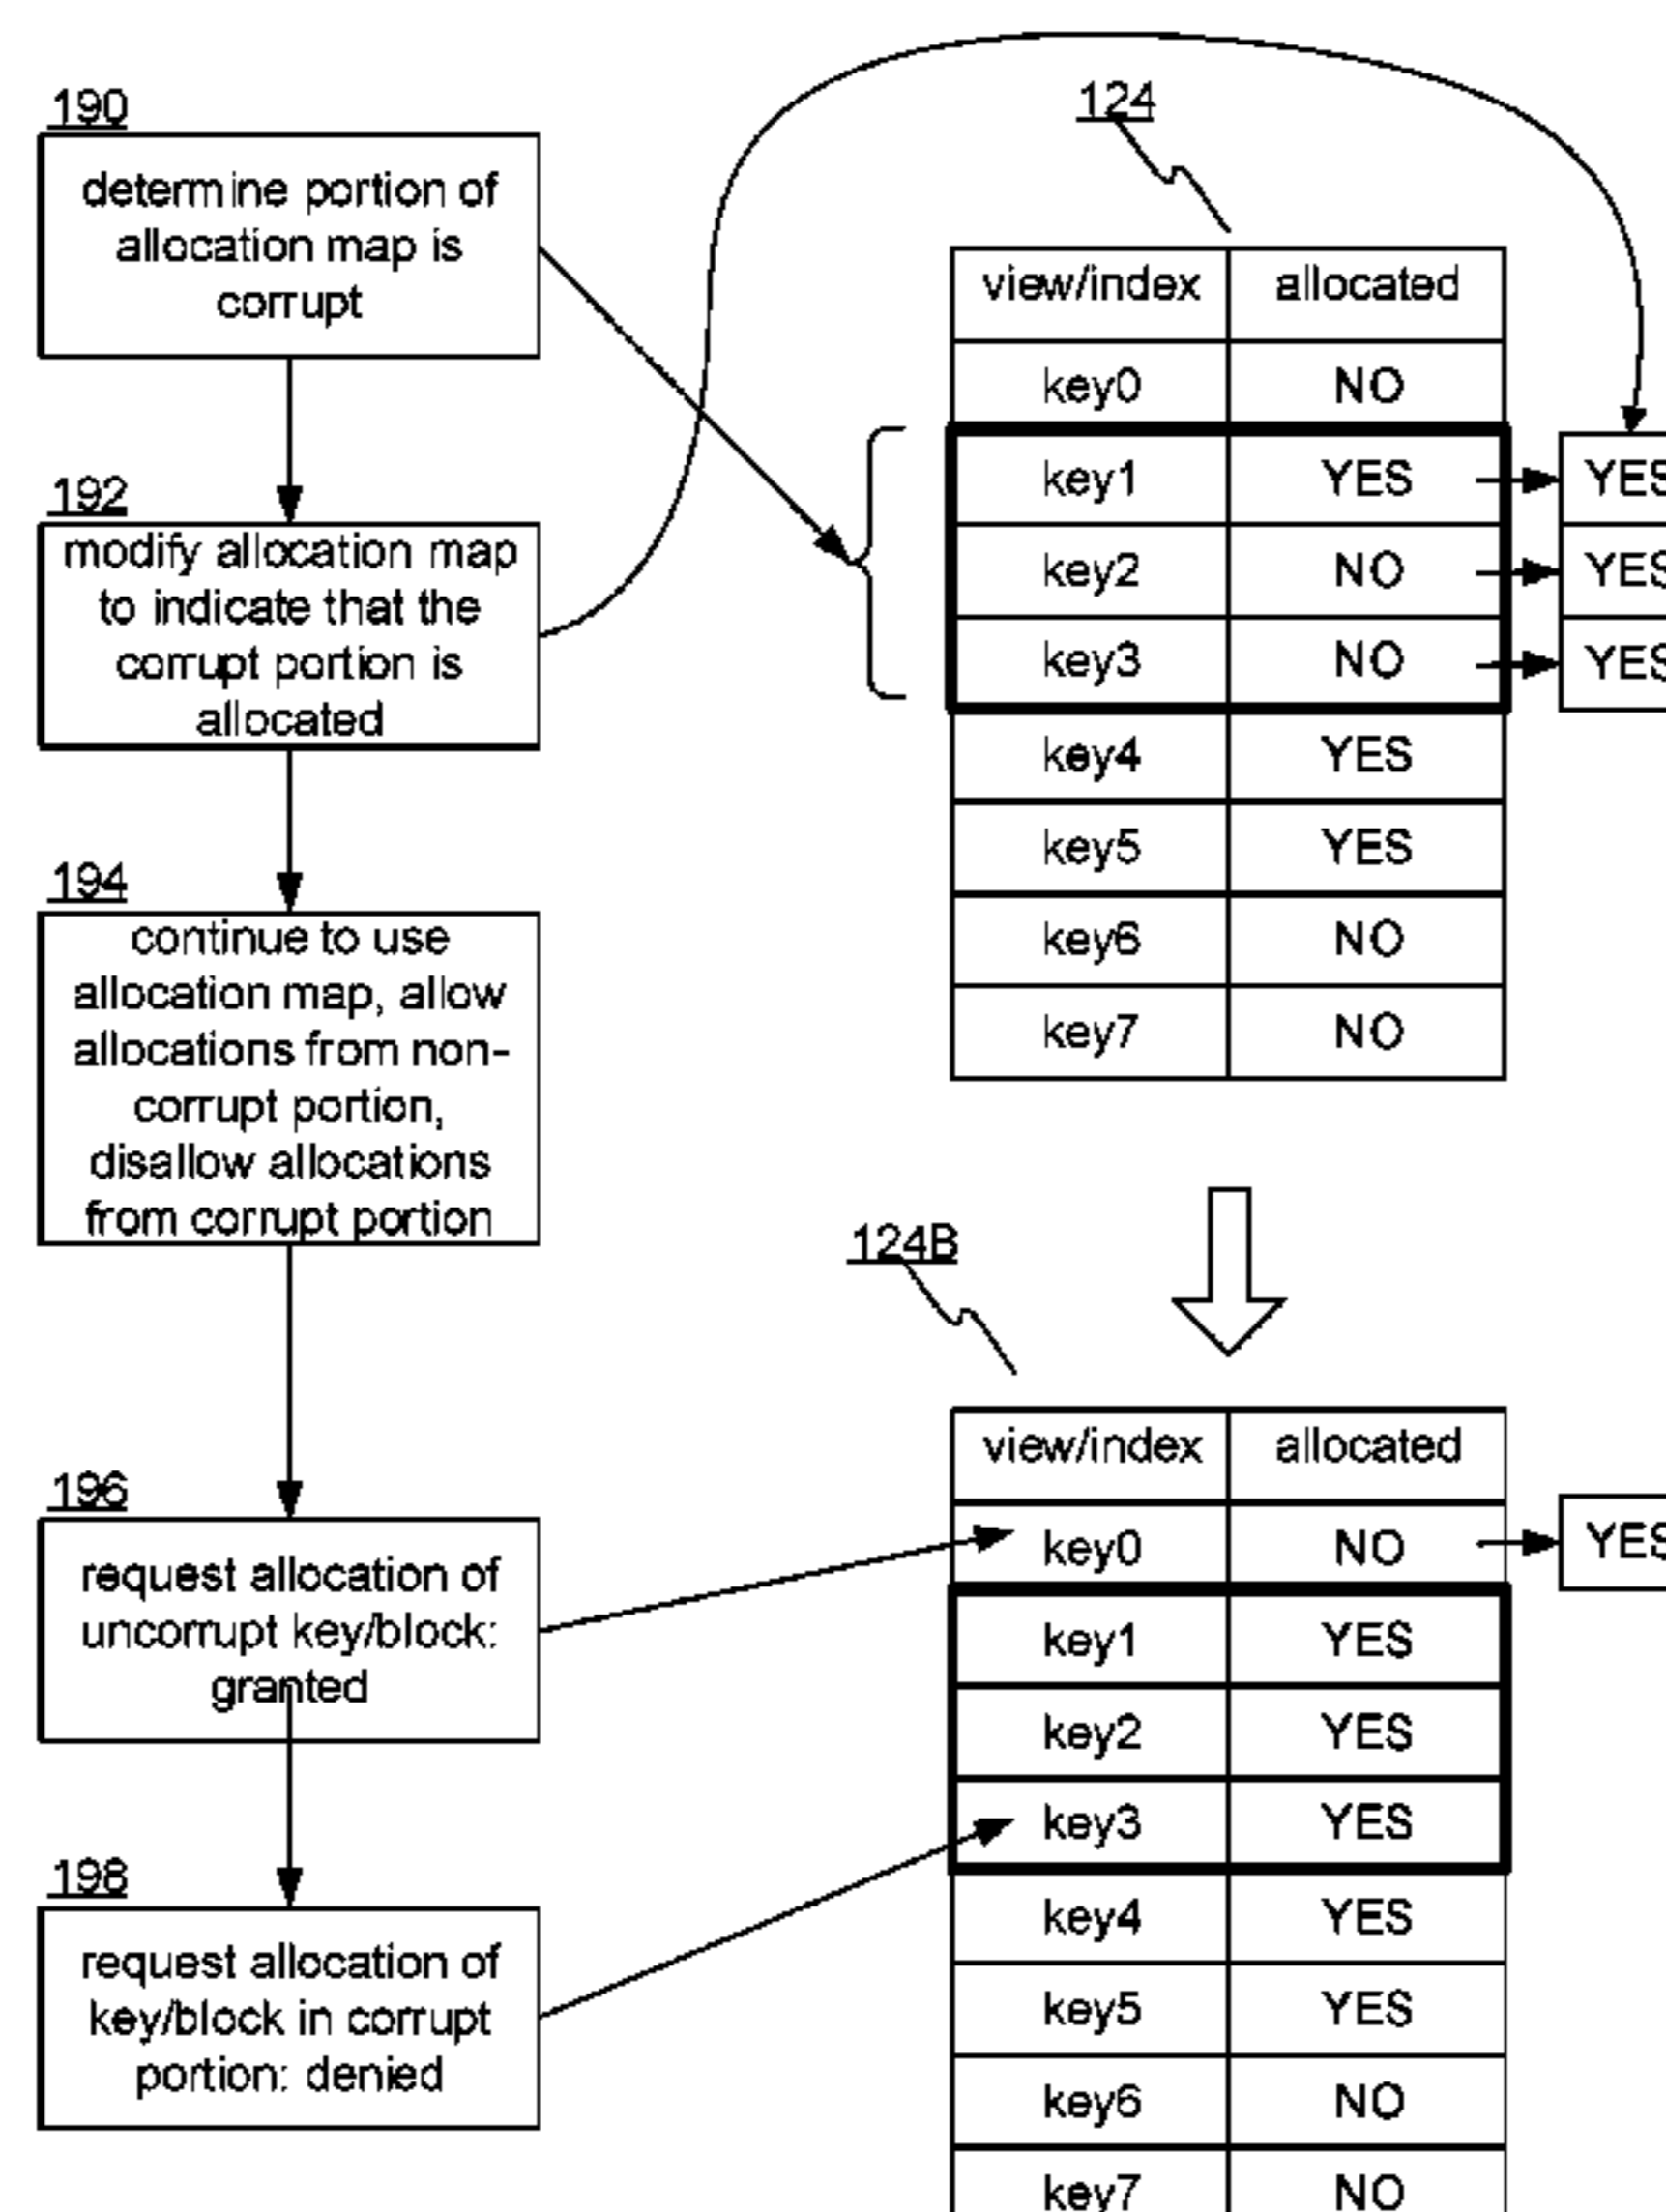 190
determine portion of
allocation map is
corrupt
192
modify allocation map
to indicate that the
corrupt portion is
allocated
194
continue to use
allocation map, allow
allocations from non-
corrupt portion,
disallow allocations
from corrupt portion
196
request allocation of
uncorrupt key/block:
granted
198
request allocation of
key/block in corrupt
portion: denied
124
view/index allocated
key0 NO
key1 YES YES
key2 NO YES
key3 NO YES
key4 YES
key5 YES
key6 NO
key7 NO
124B
view/index allocated
key0 NO YES
key1 YES
key2 YES
key3 YES
key4 YES
key5 YES
key6 NO
key7 NO